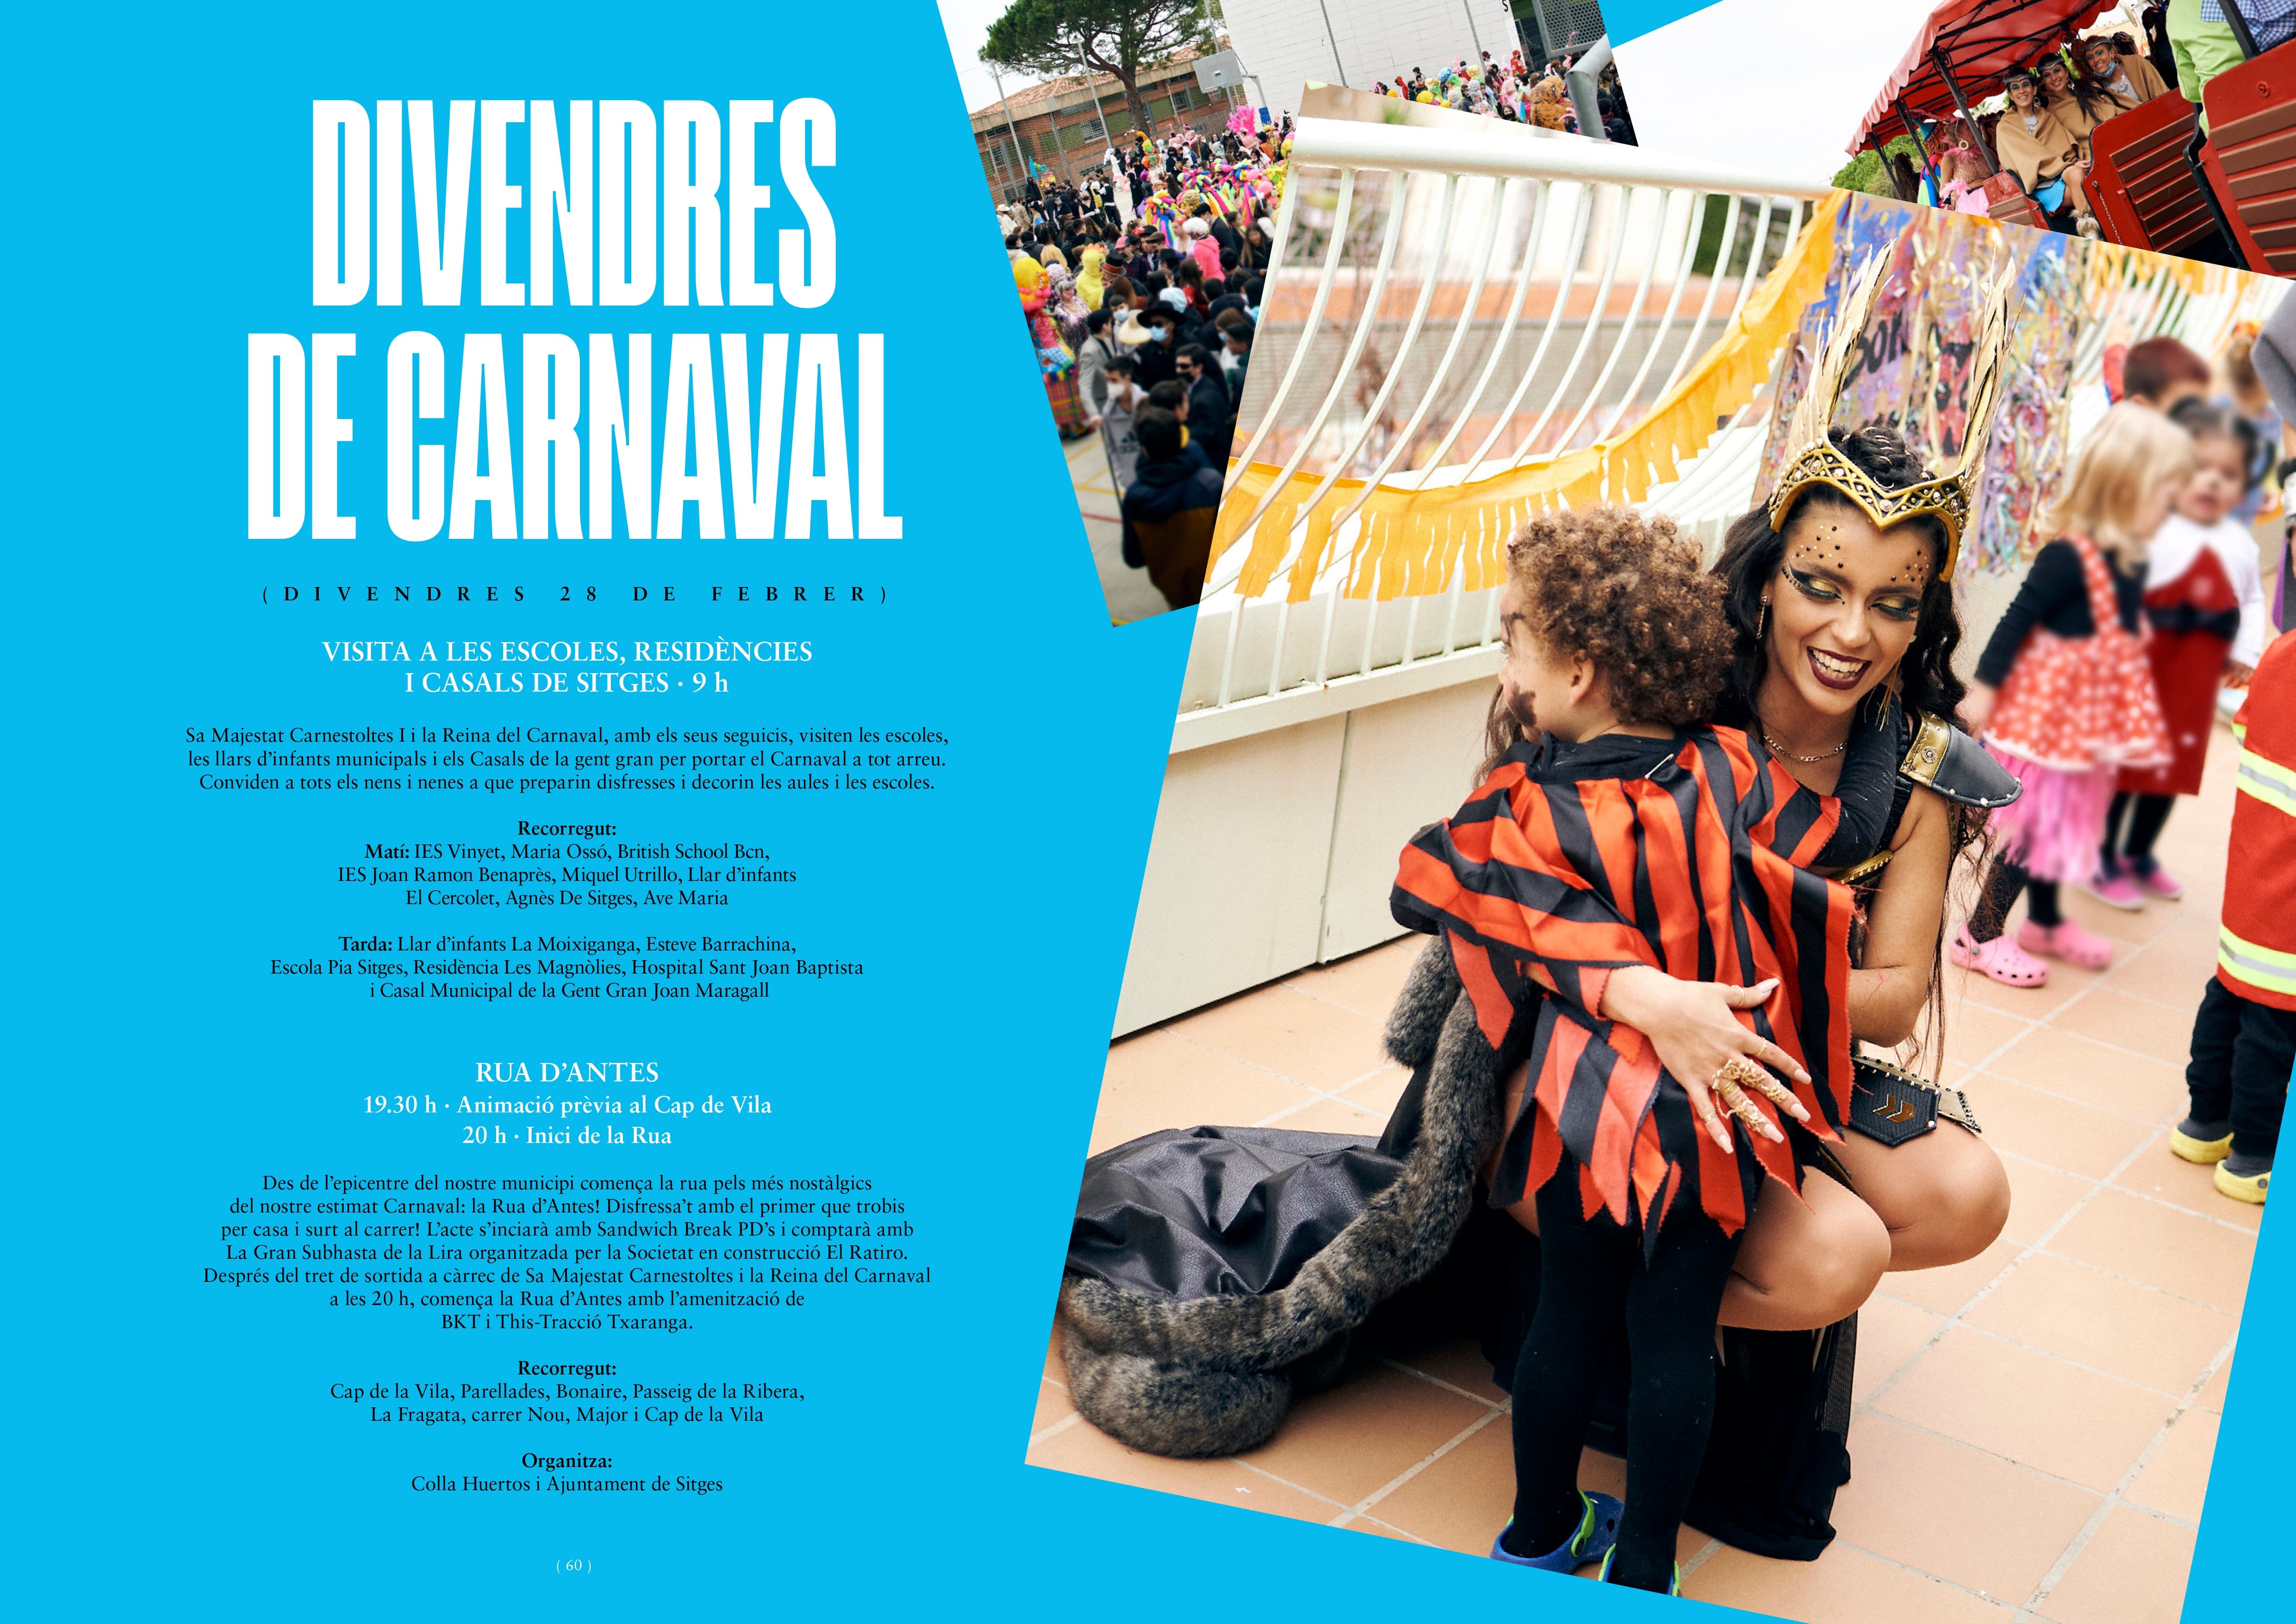 DIVENDRES
DE CARNAVAL
(DIVENDRES 28 DE FEBRER)
VISITA A LES ESCOLES, RESIDÈNCIES
I CASALS DE SITGES · 9 h
Sa Majestat Carnestoltes I i la Reina del Carnaval, amb els seus seguicis, visiten les escoles,
les llars d’infants municipals i els Casals de la gent gran per portar el Carnaval a tot arreu.
Conviden a tots els nens i nenes a que preparin disfresses i decorin les aules i les escoles.
Recorregut:
Matí: IES Vinyet, Maria Ossó, British School Bcn,
IES Joan Ramon Benaprès, Miquel Utrillo, Llar d’infants
El Cercolet, Agnès De Sitges, Ave Maria
Tarda: Llar d’infants La Moixiganga, Esteve Barrachina,
Escola Pia Sitges, Residència Les Magnòlies, Hospital Sant Joan Baptista
i Casal Municipal de la Gent Gran Joan Maragall
RUA D’ANTES
19.30 h · Animació prèvia al Cap de Vila
20 h · Inici de la Rua
Des de l’epicentre del nostre municipi comença la rua pels més nostàlgics
del nostre estimat Carnaval: la Rua d’Antes! Disfressa’t amb el primer que trobis
per casa i surt al carrer! L’acte s’inciarà amb Sandwich Break PD’s i comptarà amb
La Gran Subhasta de la Lira organitzada per la Societat en construcció El Ratiro.
Després del tret de sortida a càrrec de Sa Majestat Carnestoltes i la Reina del Carnaval
a les 20 h, comença la Rua d’Antes amb l’amenització de
BKT i This-Tracció Txaranga.
Recorregut:
Cap de la Vila, Parellades, Bonaire, Passeig de la Ribera,
La Fragata, carrer Nou, Major i Cap de la Vila
Organitza:
Colla Huertos i Ajuntament de Sitges
( 60 )